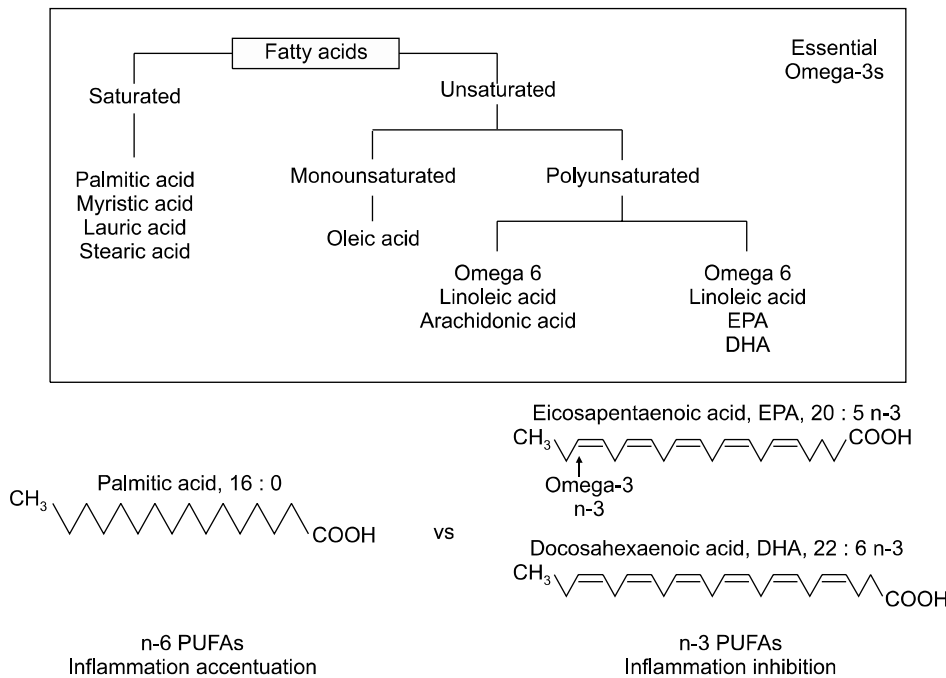 Fatty acids
Essential
Omega-3s
Saturated
Unsaturated
Palmitic acid
Myristic acid
Lauric acid
Stearic acid
Monounsaturated
Polyunsaturated
Oleic acid
Omega 6
Linoleic acid
Arachidonic acid
Omega 6
Linoleic acid
EPA
DHA
Palmitic acid, 16 : 0
CH₃
COOH
vs
Eicosapentaenoic acid, EPA, 20 : 5 n-3
CH₃
COOH
Omega-3
n-3
Docosahexaenoic acid, DHA, 22 : 6 n-3
CH₃
COOH
n-6 PUFAs
Inflammation accentuation
n-3 PUFAs
Inflammation inhibition